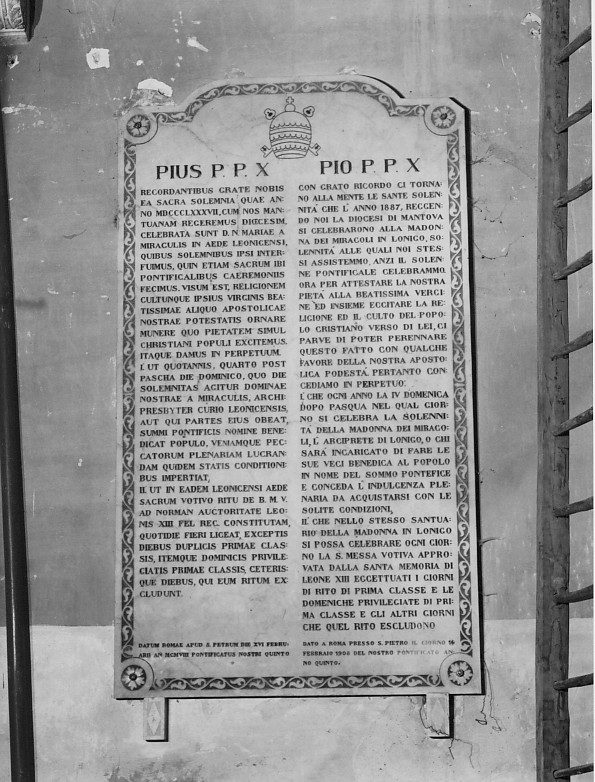 PIUS P. P. X
RECORDANTIBUS GRATE NOBIS
EA SACRA SOLEMNIA QUAE AN:
NO MDCCCLXXXVII, CUM NOS MAN:
TUANAM REGEREMUS DIŒCESIM,
CELEBRATA SUNT D. N. MARIAE A
MIRACULIS IN AEDE LEONICENSI,
QUIBUS SOLEMNIBUS IPSI INTER:
FUIMUS, QUIN ETIAM SACRUM IBI
PONTIFICALIBUS CAEREMONIIS
FECIMUS. VISUM EST, RELIGIONEM
CULTUNQUE IPSIUS VIRGINIS BEA:
TISSIMAE ALIQUO APOSTOLICAE
NOSTRAE POTESTATIS ORNARE
MUNERE QUO PIETATEM SIMUL
CHRISTIANI POPULI EXCITEMUS.
ITAQUE DAMUS IN PERPETUUM.
I. UT QUOTANNIS, QUARTO POST
PASCHA DIE DOMINICO, QUO DIE
SOLEMNITAS AGITUR DOMINAE
NOSTRAE A MIRACULIS, ARCHI:
PRESBYTER CURIO LEONICENSIS,
AUT QUI PARTES EIUS OBEAT,
SUMMI PONTIFICIS NOMINE BENE:
DICAT POPULO, VENIAMQUE PEC:
CATORUM PLENARIAM LUCRAN:
DAM QUIDEM STATIS CONDITIONI:
BUS IMPERTIAT,
II. UT IN EADEM LEONICENSI AEDE
SACRUM VOTIVO RITU DE B. M. V.
AD NORMAN AUCTORITATE LEO:
NIS XIII FEL REC. CONSTITUTAM,
QUOTIDIE FIERI LICEAT, EXCEPTIS
DIEBUS DUPLICIS PRIMAE CLAS:
SIS, ITEMQUE DOMINICIS PRIVILE:
CIATIS PRIMAE CLASSIS, CETERIS:
QUE DIEBUS, QUI EUM RITUM EX:
CLUDUNT.
DATUM ROMAE APUD S. PETRUM DIE XVI FEBRU:
ARII AN MCMVIII PONTIFICATUS NOSTRI QUINTO
PIO P. P. X
CON GRATO RICORDO CI TORNA:
NO ALLA MENTE LE SANTE SOLEN:
NITÀ CHE L' ANNO 1887, REGGEN:
DO NOI LA DIOCESI DI MANTOVA
SI CELEBRARONO ALLA MADON:
NA DEI MIRACOLI IN LONIGO, SO:
LENNITÀ ALLE QUALI NOI STES:
SI ASSISTEMMO, ANZI IL SOLEN:
NE PONTIFICALE CELEBRAMMO.
ORA PER ATTESTARE LA NOSTRA
PIETÀ ALLA BEATISSIMA VERGI:
NE ED INSIEME ECCITARE LA RE:
LIGIONE ED IL CULTO DEL POPO:
LO CRISTIANO VERSO DI LEI, CI
PARVE DI POTER PERENNARE
QUESTO FATTO CON QUALCHE
FAVORE DELLA NOSTRA APOSTO:
LICA PODESTÀ. PERTANTO CON:
CEDIAMO IN PERPETUO:
I. CHE OGNI ANNO LA IV DOMENICA
DOPO PASQUA NEL QUAL GIOR:
NO SI CELEBRA LA SOLENNI:
TÀ DELLA MADONNA DEI MIRACO:
LI, L' ARCIPRETE DI LONIGO, O CHI
SARÀ INCARICATO DI FARE LE
SUE VECI BENEDICA AL POPOLO
IN NOME DEL SOMMO PONTEFICE
E CONCEDA L' INDULGENZA PLE:
NARIA DA ACQUISTARSI CON LE
SOLITE CONDIZIONI,
II. CHE NELLO STESSO SANTUA:
RIO DELLA MADONNA IN LONIGO
SI POSSA CELEBRARE OGNI GIOR:
NO LA S. MESSA VOTIVA APPRO:
VATA DALLA SANTA MEMORIA DI
LEONE XIII ECCETTUATI I GIORNI
DI RITO DI PRIMA CLASSE E LE
DOMENICHE PRIVILEGIATE DI PRI:
MA CLASSE E GLI ALTRI GIORNI
CHE QUEL RITO ESCLUDONO
DATO A ROMA PRESSO S. PIETRO IL GIORNO 16
FEBBRAIO 1908 DEL NOSTRO PONTIFICATO AN:
NO QUINTO.